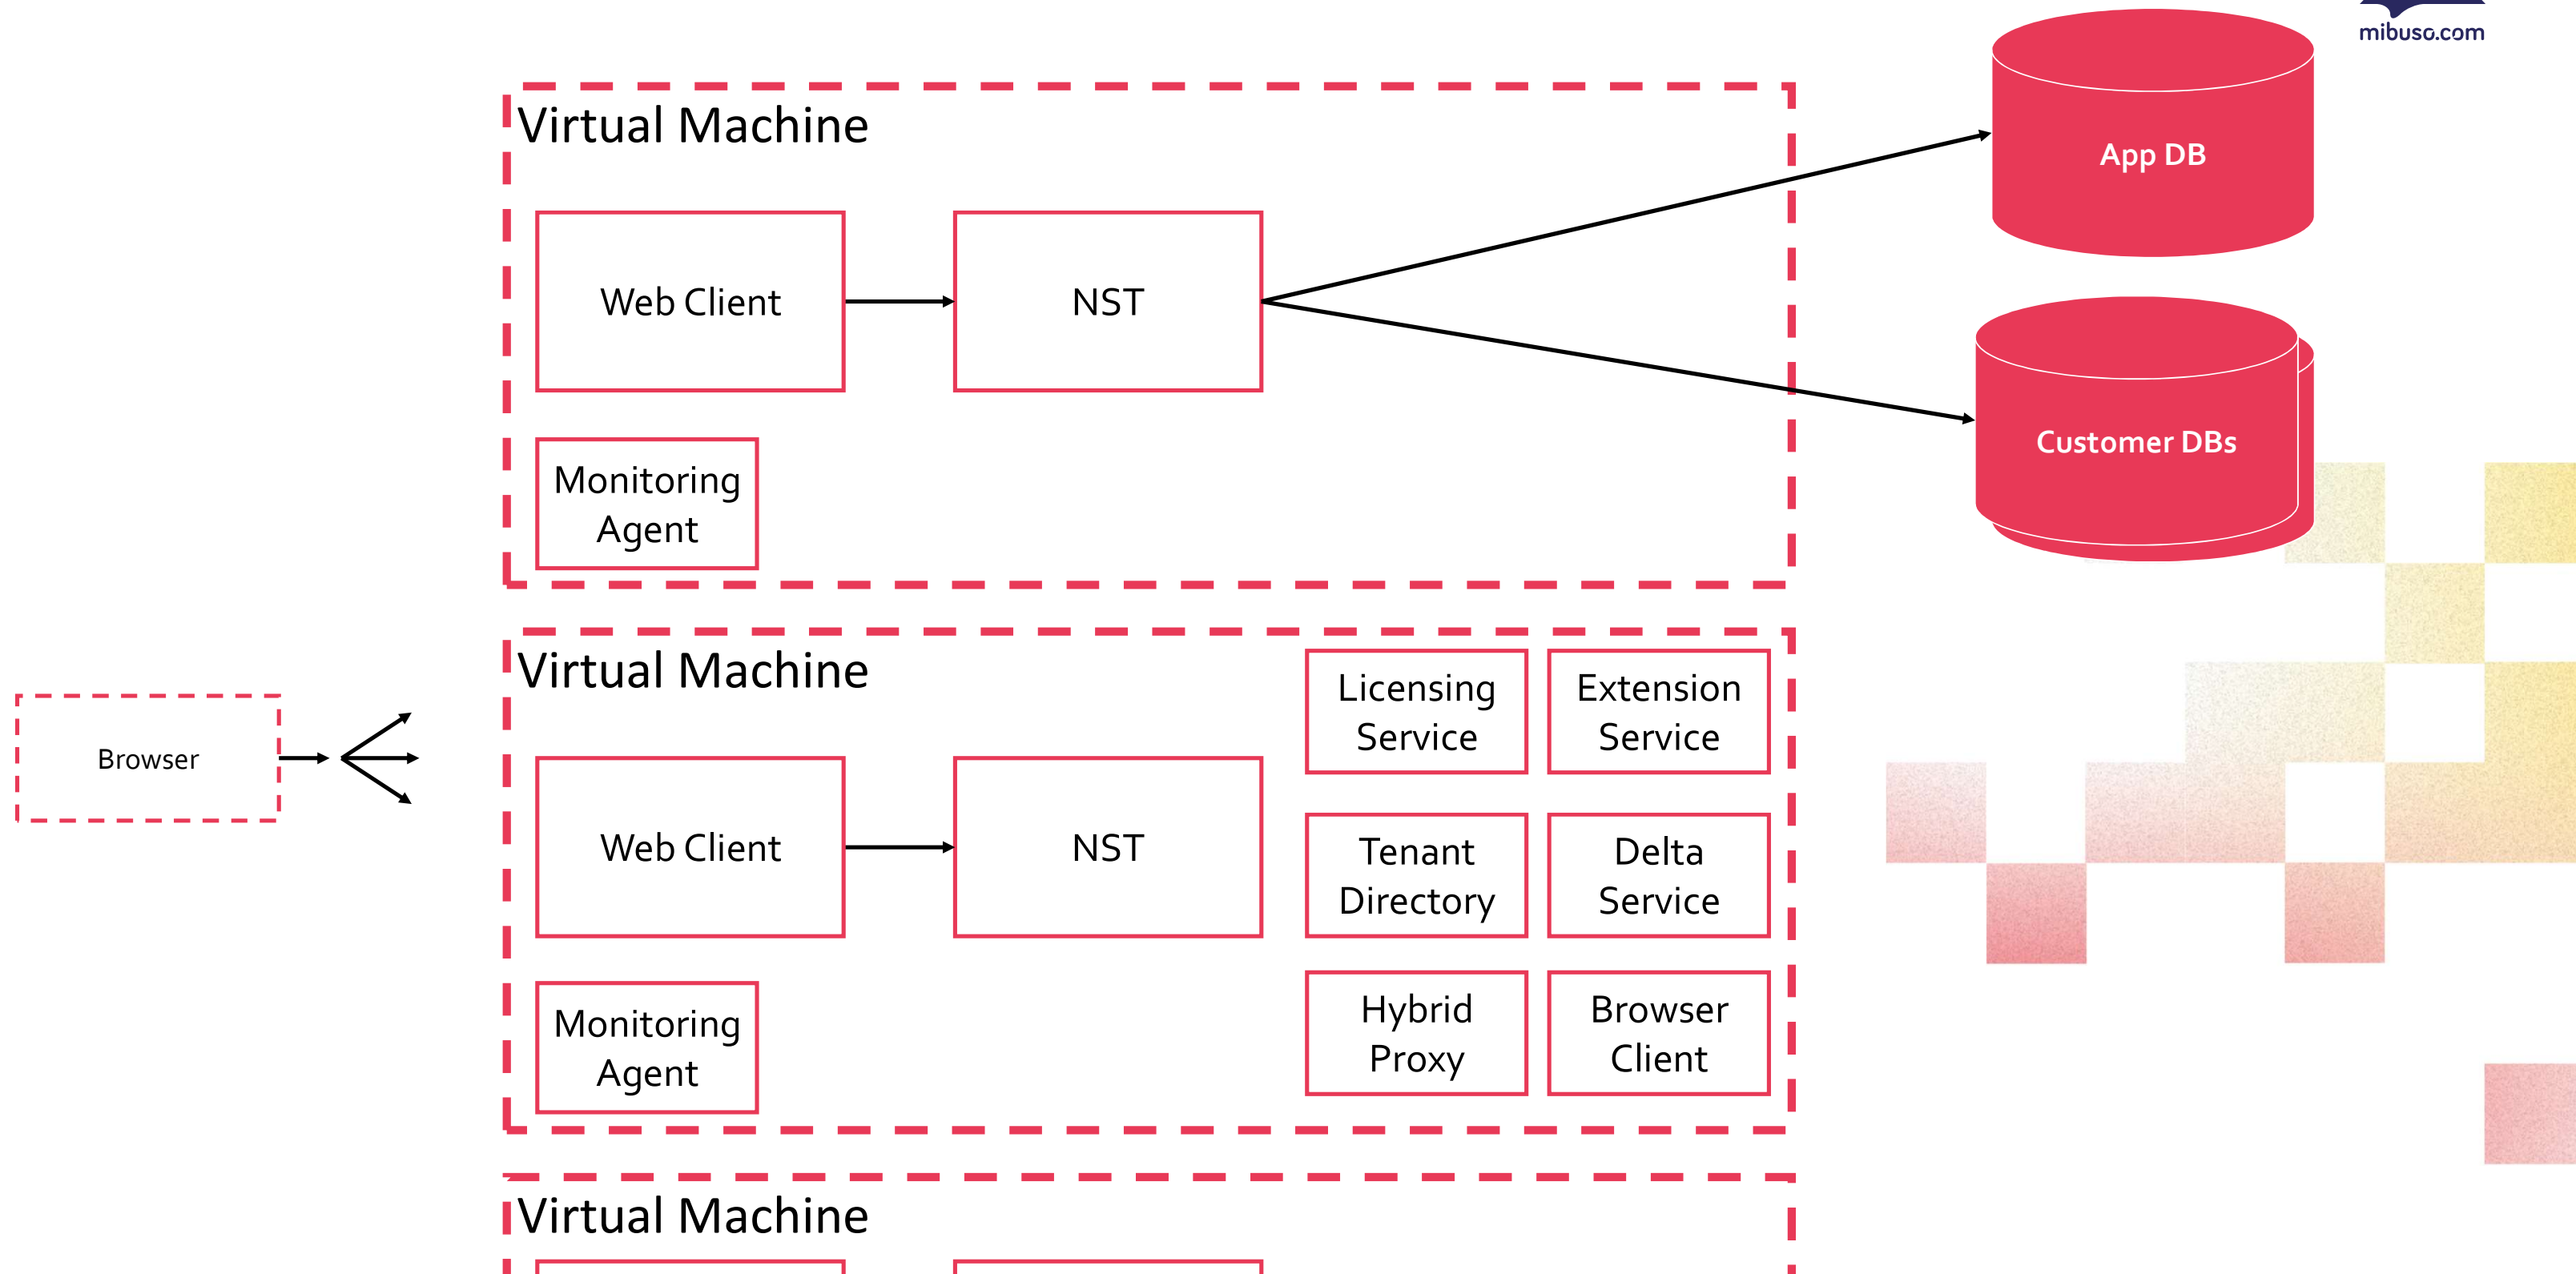 mibuso.com
Virtual Machine
App DB
Web Client
NST
Customer DBs
Monitoring
Agent
Virtual Machine
Licensing
Service
Extension
Service
Browser
Web Client
NST
Tenant
Directory
Delta
Service
Monitoring
Agent
Hybrid
Proxy
Browser
Client
Virtual Machine